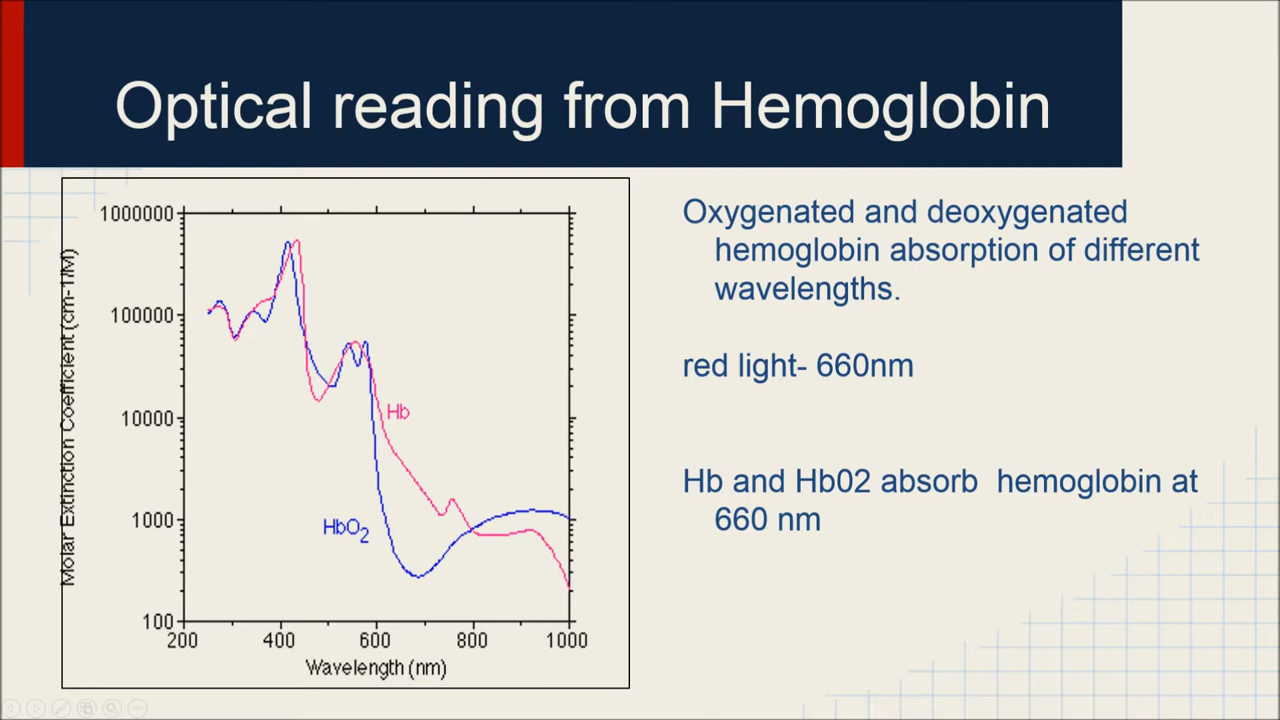 Optical reading from Hemoglobin
Molar Extinction Coefficient (cm-1/M)
1000000
100000
10000
1000
100
200
400
600
800
1000
Wavelength (nm)
Hb
HbO2
Oxygenated and deoxygenated
hemoglobin absorption of different
wavelengths.
red light- 660nm
Hb and Hb02 absorb hemoglobin at
660 nm